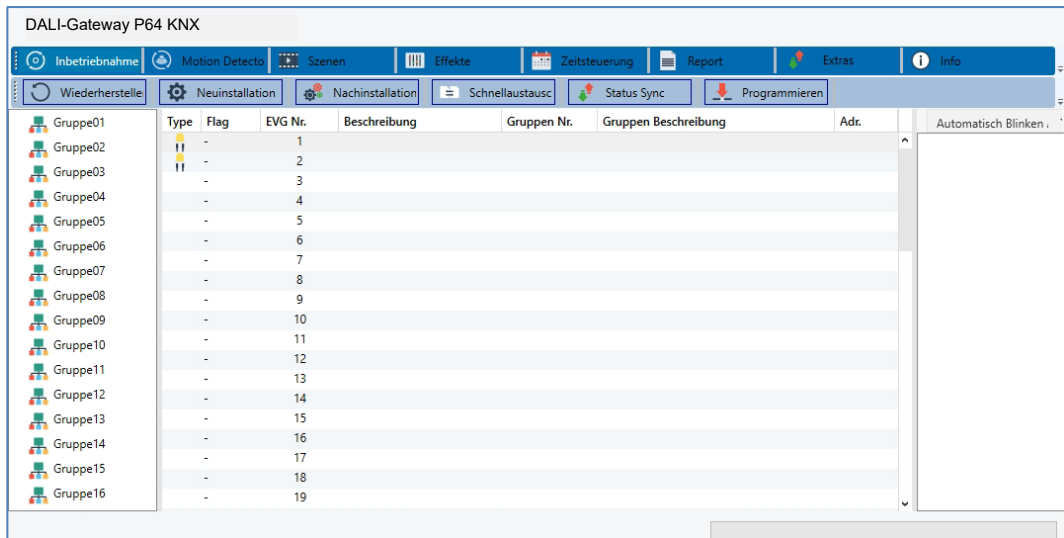 DALI-Gateway P64 KNX
Inbetriebnahme Motion Detecto Szenen Effekte Zeitsteuerung Report Extras Info
Wiederherstelle Neuinstallation Nachinstallation Schnellaustausc Status Sync Programmieren
Gruppe01
Gruppe02
Gruppe03
Gruppe04
Gruppe05
Gruppe06
Gruppe07
Gruppe08
Gruppe09
Gruppe10
Gruppe11
Gruppe12
Gruppe13
Gruppe14
Gruppe15
Gruppe16
Type Flag EVG Nr. Beschreibung Gruppen Nr. Gruppen Beschreibung Adr.
- 1
- 2
- 3
- 4
- 5
- 6
- 7
- 8
- 9
- 10
- 11
- 12
- 13
- 14
- 15
- 16
- 17
- 18
- 19
Automatisch Blinken